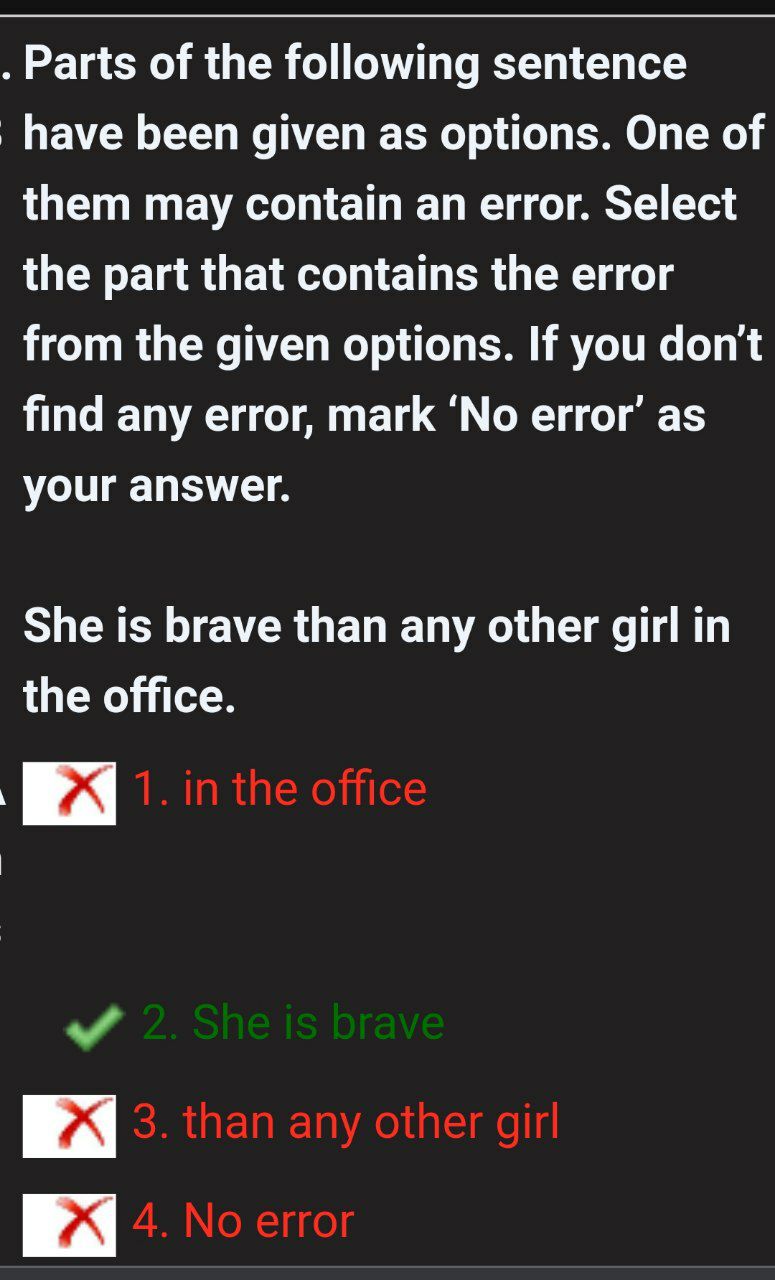 . Parts of the following sentence
have been given as options. One of
them may contain an error. Select
the part that contains the error
from the given options. If you don’t
find any error, mark ‘No error’ as
your answer.
She is brave than any other girl in
the office.
1. in the office
2. She is brave
3. than any other girl
4. No error